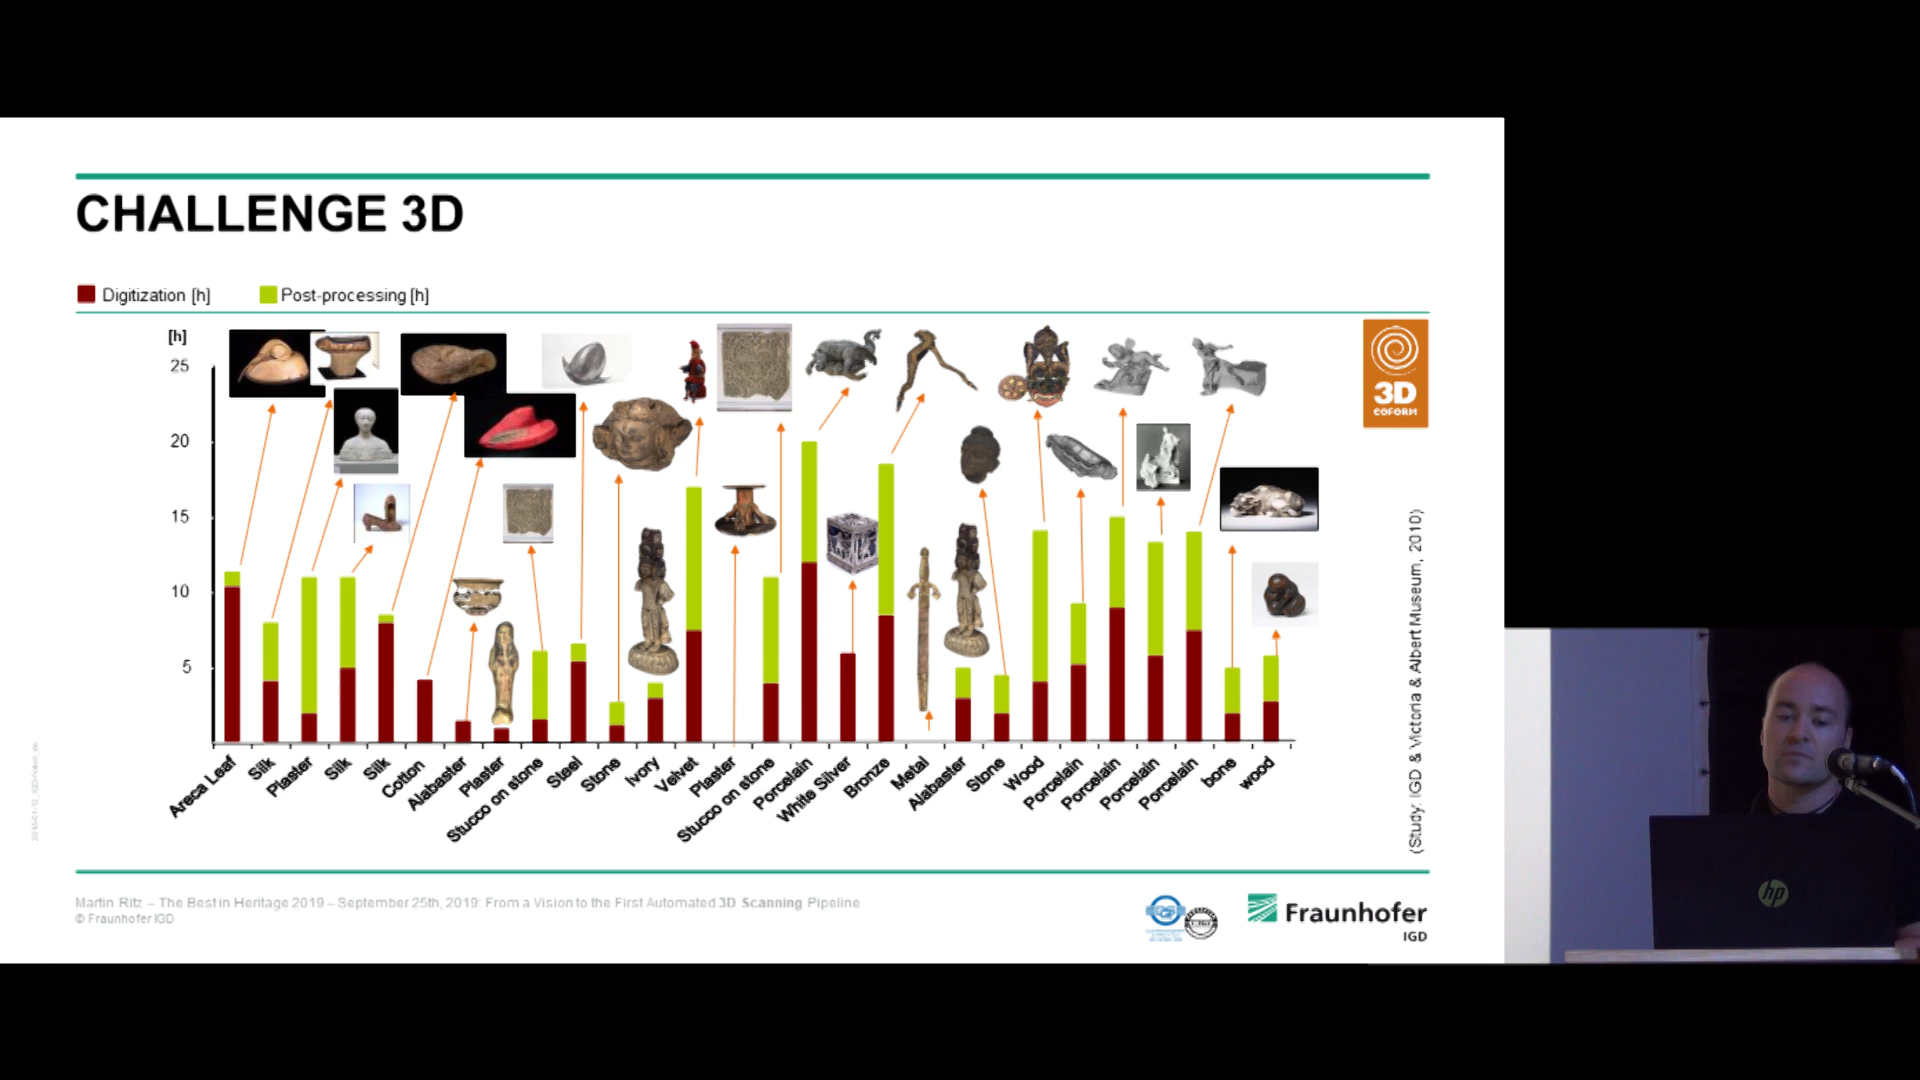 CHALLENGE 3D
Digitization [h]
Post-processing [h]
[h]
25
20
15
10
5
Areca Leaf
Silk
Plaster
Silk
Silk
Cotton
Alabaster
Plaster
Stucco on stone
Steel
Stone
Ivory
Velvet
Plaster
Stucco on stone
Porcelain
White Silver
Bronze
Metal
Alabaster
Stone
Wood
Porcelain
Porcelain
Porcelain
Porcelain
bone
wood
3D
COFORM
(Study: IGD & Victoria & Albert Museum, 2010)
Martin Ritz – The Best in Heritage 2019 – September 25th, 2019: From a Vision to the First Automated 3D Scanning Pipeline
© Fraunhofer IGD
Fraunhofer
IGD
hp